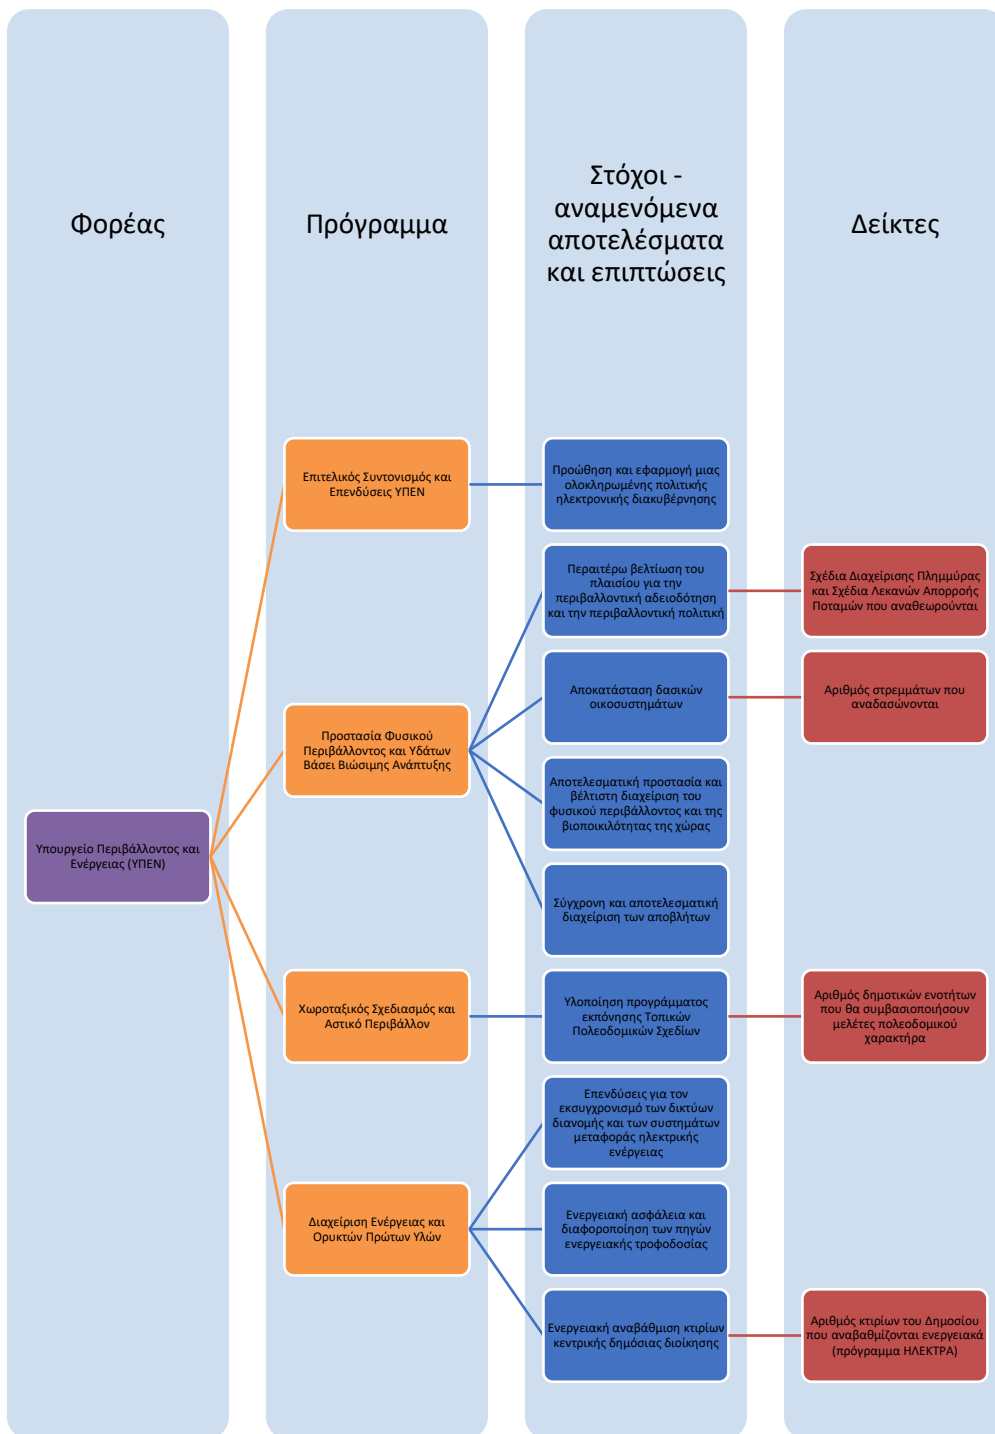 Φορέας
Πρόγραμμα
Στόχοι -
αναμενόμενα
αποτελέσματα
και επιπτώσεις
Δείκτες
Υπουργείο Περιβάλλοντος και
Ενέργειας (ΥΠΕΝ)
Επιτελικός Συντονισμός και
Επενδύσεις ΥΠΕΝ
Προώθηση και εφαρμογή μιας
ολοκληρωμένης πολιτικής
ηλεκτρονικής διακυβέρνησης
Προστασία Φυσικού
Περιβάλλοντος και Υδάτων
Βάσει Βιώσιμης Ανάπτυξης
Περαιτέρω βελτίωση του
πλαισίου για την
περιβαλλοντική αδειοδότηση
και την περιβαλλοντική πολιτική
Σχέδια Διαχείρισης Πλημμύρας
και Σχέδια Λεκανών Απορροής
Ποταμών που αναθεωρούνται
Αποκατάσταση δασικών
οικοσυστημάτων
Αριθμός στρεμμάτων που
αναδασώνονται
Αποτελεσματική προστασία και
βέλτιστη διαχείριση του
φυσικού περιβάλλοντος και της
βιοποικιλότητας της χώρας
Σύγχρονη και αποτελεσματική
διαχείριση των αποβλήτων
Χωροταξικός Σχεδιασμός και
Αστικό Περιβάλλον
Υλοποίηση προγράμματος
εκπόνησης Τοπικών
Πολεοδομικών Σχεδίων
Αριθμός δημοτικών ενοτήτων
που θα συμβασιοποιήσουν
μελέτες πολεοδομικού
χαρακτήρα
Διαχείριση Ενέργειας και
Ορυκτών Πρώτων Υλών
Επενδύσεις για τον
εκσυγχρονισμό των δικτύων
διανομής και των συστημάτων
μεταφοράς ηλεκτρικής
ενέργειας
Ενεργειακή ασφάλεια και
διαφοροποίηση των πηγών
ενεργειακής τροφοδοσίας
Ενεργειακή αναβάθμιση κτιρίων
κεντρικής δημόσιας διοίκησης
Αριθμός κτιρίων του Δημοσίου
που αναβαθμίζονται ενεργειακά
(πρόγραμμα ΗΛΕΚΤΡΑ)